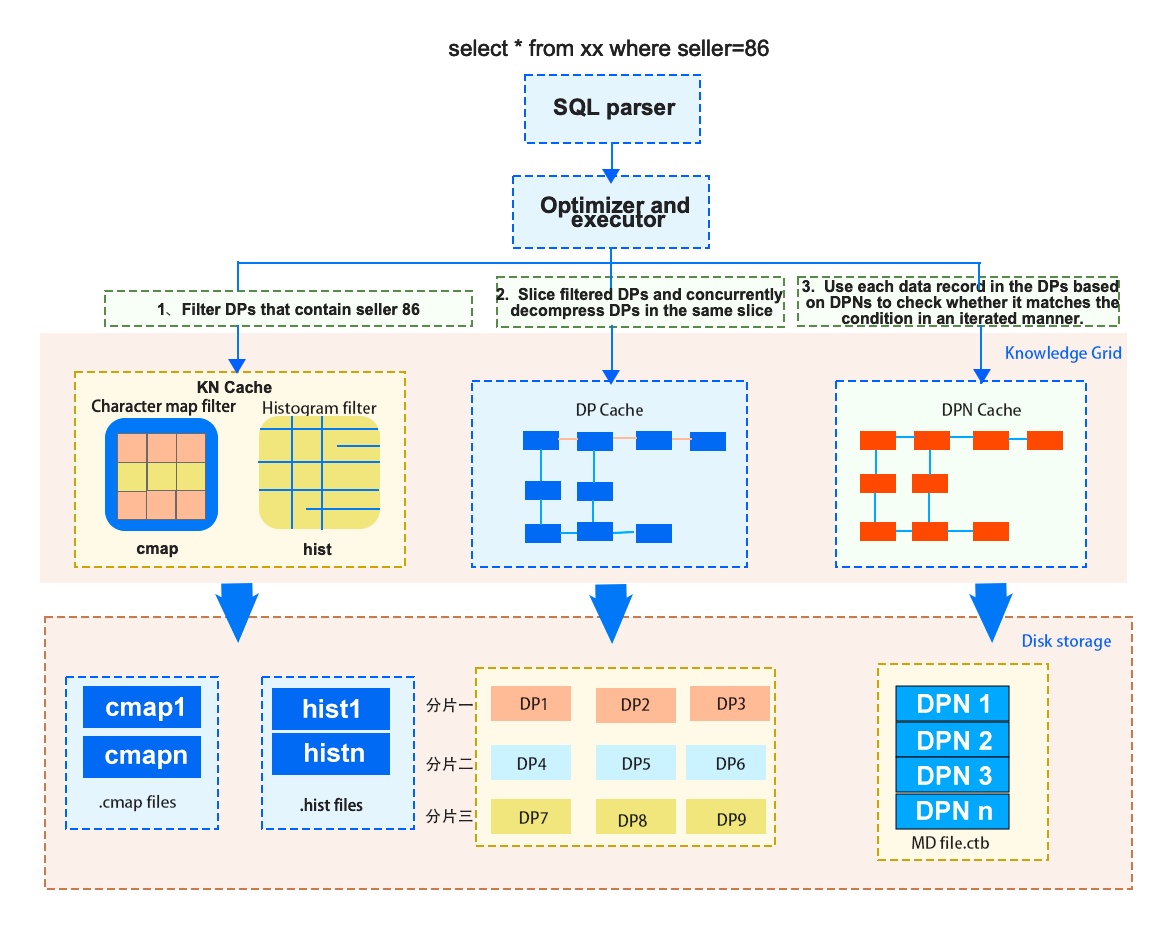 select * from xx where seller=86
SQL parser
Optimizer and
executor
1、Filter DPs that contain seller 86
2. Slice filtered DPs and concurrently
decompress DPs in the same slice
3. Use each data record in the DPs based
on DPNs to check whether it matches the
condition in an iterated manner.
Knowledge Grid
KN Cache
Character map filter
Histogram filter
cmap
hist
DP Cache
DPN Cache
Disk storage
cmap1
cmapn
.cmap files
hist1
histn
.hist files
分片一
DP1
DP2
DP3
分片二
DP4
DP5
DP6
分片三
DP7
DP8
DP9
DPN 1
DPN 2
DPN 3
DPN n
MD file.ctb